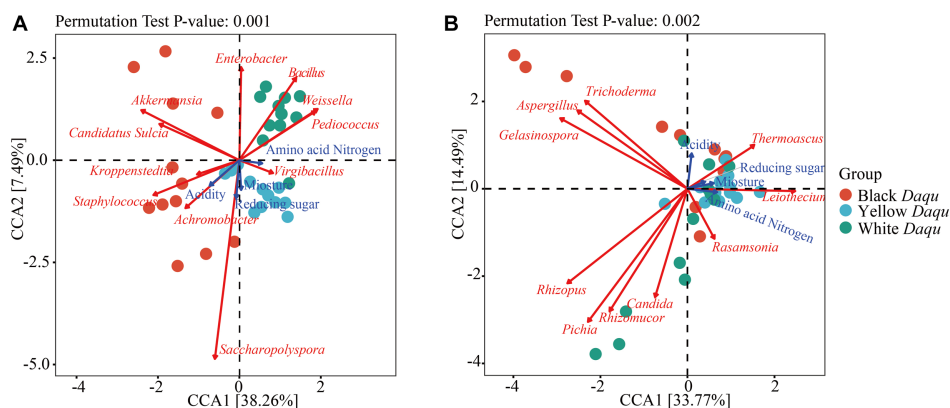 A
Permutation Test P-value: 0.001
CCA2 [7.49%]
2.5
0.0
-2.5
-5.0
Enterobacter
Bacillus
Akkermansia
Weissella
Candidatus Sulcia
Pediococcus
Amino acid Nitrogen
Kroppenstedtia
Virgibacillus
Acidity
Miosture
Staphylococcus
Reducing sugar
Achromobacter
Saccharopolyspora
-4
-2
0
2
CCA1 [38.26%]
B
Permutation Test P-value: 0.002
CCA2 [14.49%]
2
0
-2
-4
Trichoderma
Aspergillus
Gelasinospora
Acidity
Thermoascus
Reducing sugar
Mioisture
Leiothecium
Amino acid Nitrogen
Rasamsonia
Rhizopus
Candida
Rhizomucor
Pichia
-4
-2
0
2
CCA1 [33.77%]
Group
Black Daqu
Yellow Daqu
White Daqu